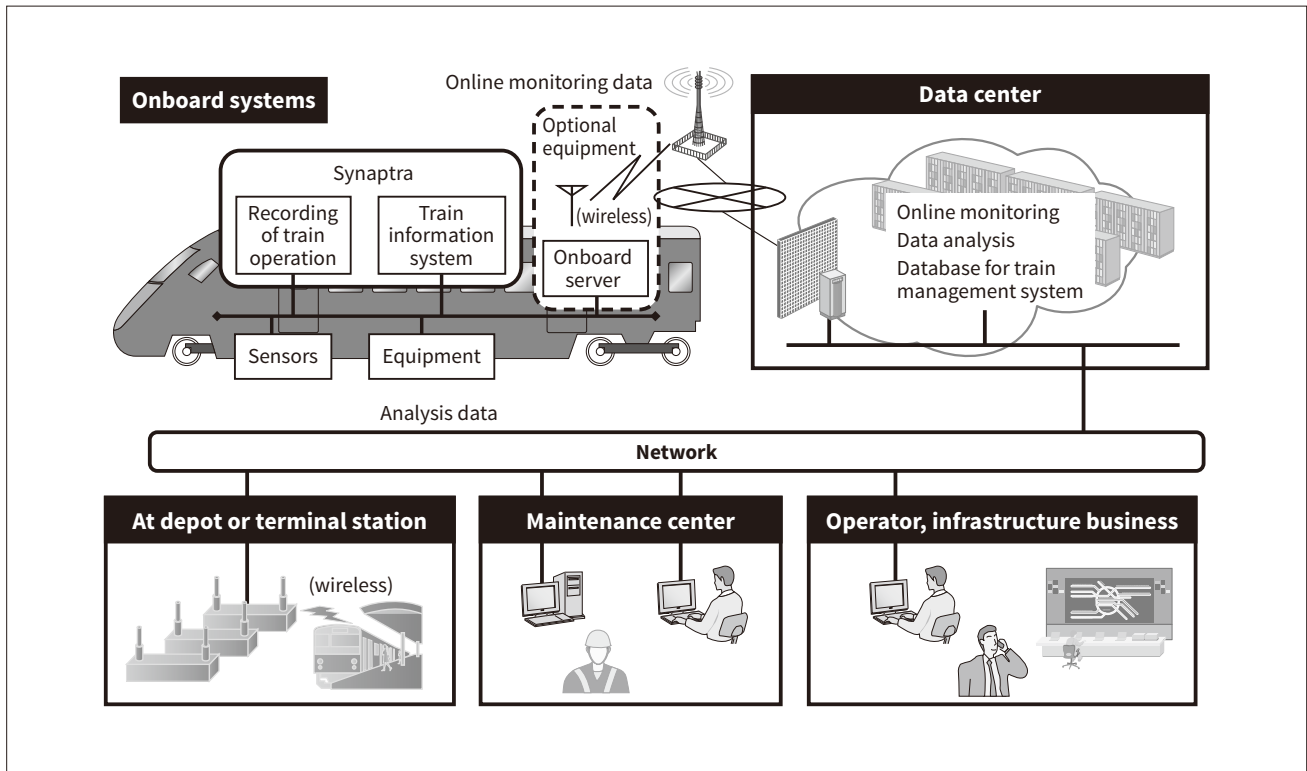 Onboard systems
Online monitoring data
Optional
equipment
(wireless)
Synaptra
Recording
of train
operation
Train
information
system
Onboard
server
Sensors
Equipment
Data center
Online monitoring
Data analysis
Database for train
management system
Analysis data
Network
At depot or terminal station
(wireless)
Maintenance center
Operator, infrastructure business